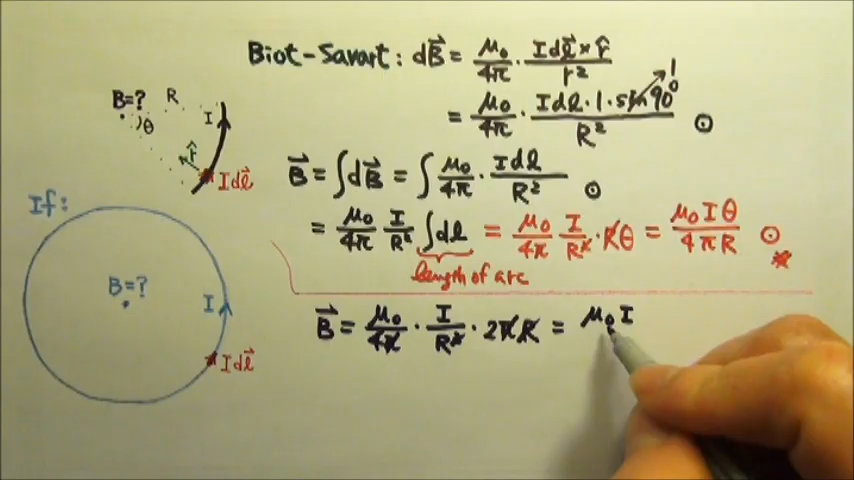 Biot-Savart: dB⃗ = μ₀/4π · Idl⃗ × r̂/r²
= μ₀/4π · Idl · 1 · sin90°/R² ⊙
1
B=? R
θ
I
r̂
Idl⃗
B⃗ = ∫dB⃗ = ∫ μ₀/4π · Idl/R² ⊙
= μ₀/4π I/R² ∫dl = μ₀/4π I/R² · Rθ = μ₀Iθ/4πR ⊙
length of arc
If:
B=?
I
Idl⃗
B⃗ = μ₀/4π · I/R² · 2πR = μ₀I